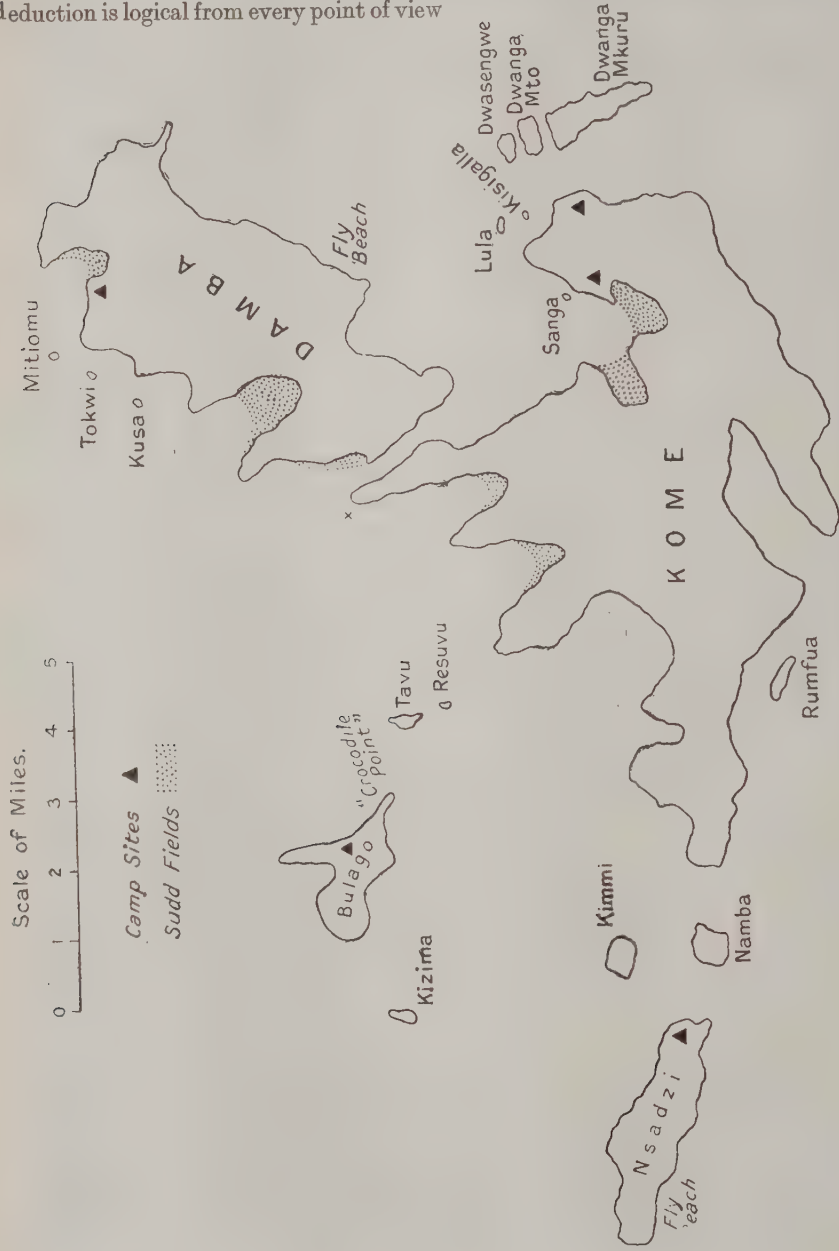 deduction is logical from every point of view
Scale of Miles.
0 1 2 3 4 5
Camp Sites
Sudd Fields
Mitiomu
Tokwi
Kusa
DAMBA
Fly
Beach
Lula
Kisigalla
Dwasengwe
Dwanga
Mto
Dwanga
Mkuru
Sanga
KOME
x
"Crocodile
Point"
Tavu
Resuvu
Bulago
Kizima
Kimmi
Namba
Rumfua
Nsadzi
Fly
'each